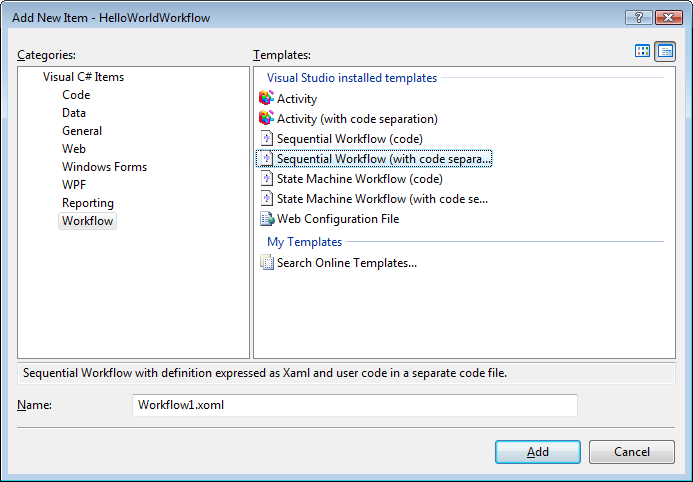 Add New Item - HelloWorldWorkflow
Categories:
Templates:
Visual C# Items
Code
Data
General
Web
Windows Forms
WPF
Reporting
Workflow
Visual Studio installed templates
Activity
Activity (with code separation)
Sequential Workflow (code)
Sequential Workflow (with code separa...
State Machine Workflow (code)
State Machine Workflow (with code se...
Web Configuration File
My Templates
Search Online Templates...
Sequential Workflow with definition expressed as Xaml and user code in a separate code file.
Name:
Workflow1.xoml
Add
Cancel